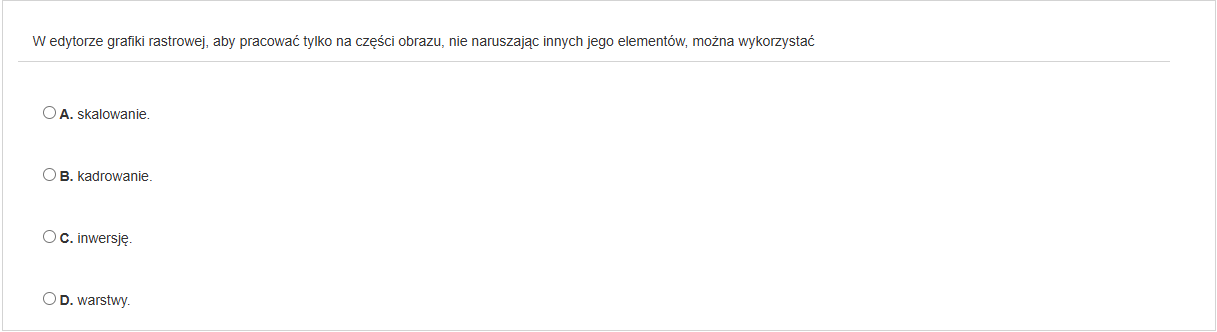 W edytorze grafiki rastrowej, aby pracować tylko na części obrazu, nie naruszając innych jego elementów, można wykorzystać
A. skalowanie.
B. kadrowanie.
C. inwersję.
D. warstwy.